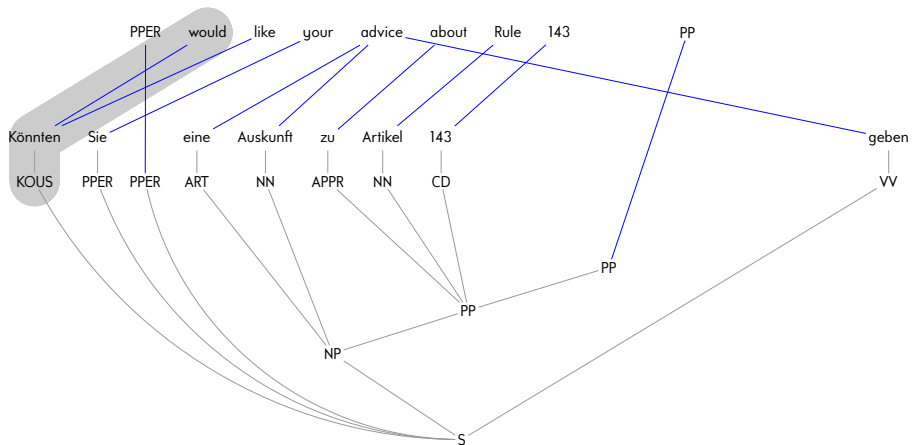 PPER would like your advice about Rule 143 PP
Könnten Sie eine Auskunft zu Artikel 143 geben
KOUS PPER PPER ART NN APPR NN CD VV
PP
PP
NP
S